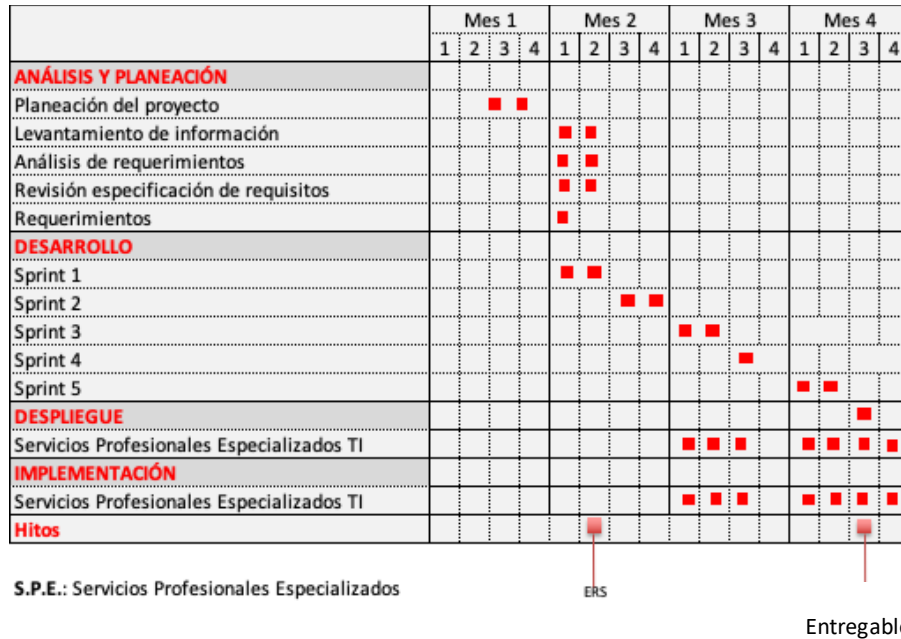 Mes 1 Mes 2 Mes 3 Mes 4
1 2 3 4 1 2 3 4 1 2 3 4 1 2 3 4
ANÁLISIS Y PLANEACIÓN
Planeación del proyecto
Levantamiento de información
Análisis de requerimientos
Revisión especificación de requisitos
Requerimientos
DESARROLLO
Sprint 1
Sprint 2
Sprint 3
Sprint 4
Sprint 5
DESPLIEGUE
Servicios Profesionales Especializados TI
IMPLEMENTACIÓN
Servicios Profesionales Especializados TI
Hitos
S.P.E.: Servicios Profesionales Especializados
ERS
Entregable